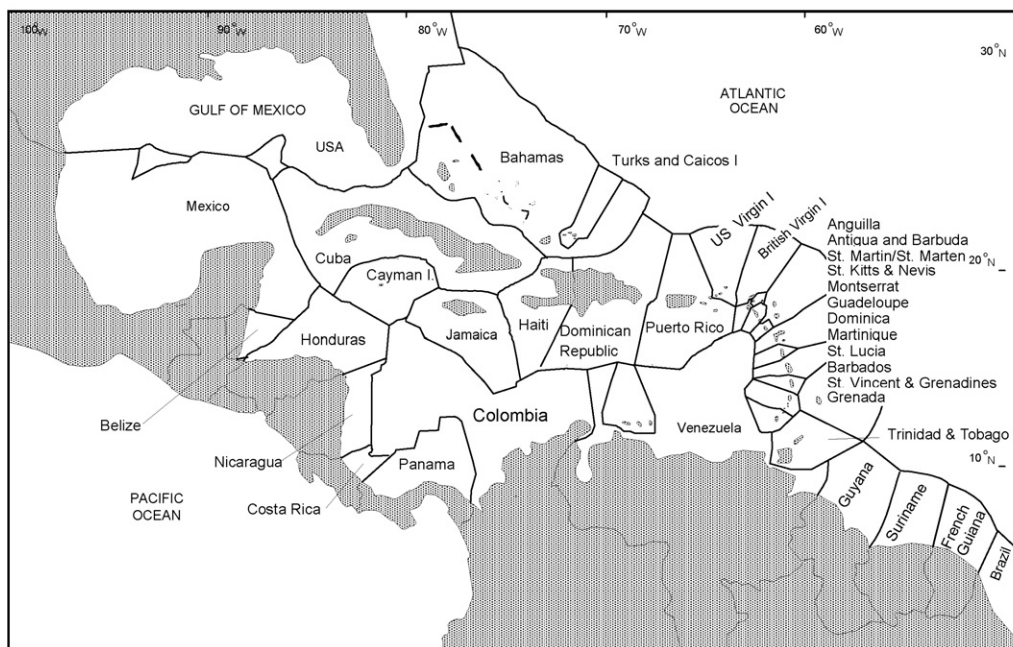 100°W
90°W
80°W
70°W
60°W
30°N
GULF OF MEXICO
ATLANTIC
OCEAN
USA
Bahamas
Turks and Caicos I
Mexico
US Virgin I
British Virgin I
Anguilla
Antiqua and Barbuda
St. Martin/St. Marten
20°N
St. Kitts & Nevis
Cuba
Cayman I.
Montserrat
Guadeloupe
Dominica
Martinique
Honduras
Jamaica
Haiti
Dominican
Republic
Puerto Rico
St. Lucia
Barbados
St. Vincent & Grenadines
Grenada
Belize
Colombia
Venezuela
Trinidad & Tobago
Nicaragua
Panama
10°N
Costa Rica
PACIFIC
OCEAN
Guyana
Suriname
French
Guiana
Brazil